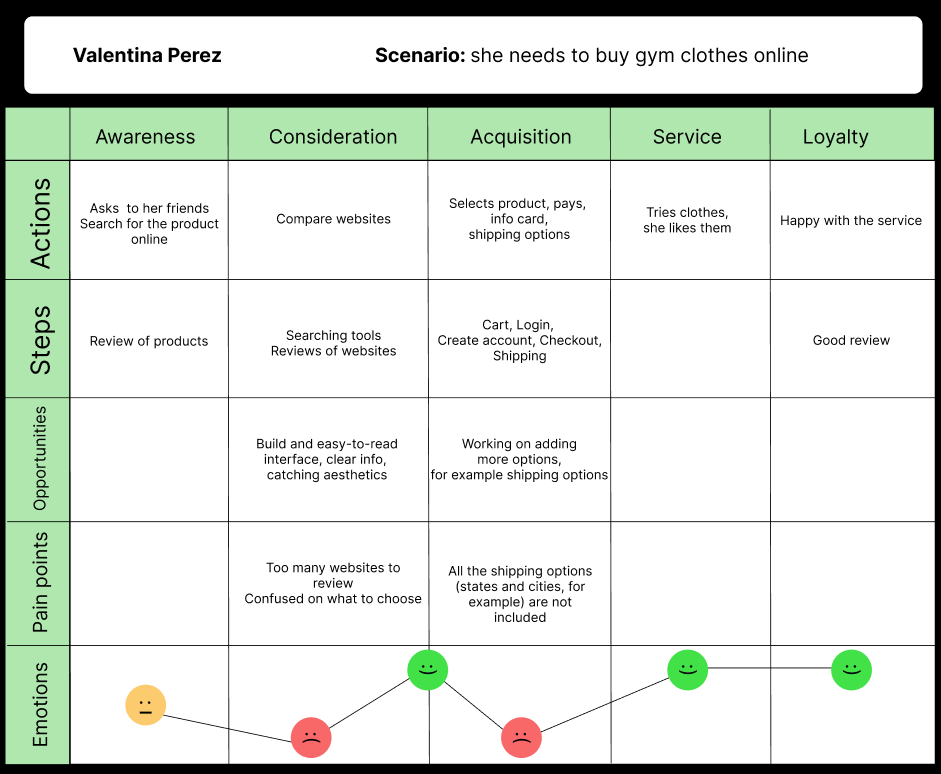 Valentina Perez
Scenario: she needs to buy gym clothes online
Awareness
Consideration
Acquisition
Service
Loyalty
Actions
Asks  to her friends
Search for the product
online
Compare websites
Selects product, pays,
info card,
shipping options
Tries clothes,
she likes them
Happy with the service
Steps
Review of products
Searching tools
Reviews of websites
Cart, Login,
Create account, Checkout,
Shipping
Good review
Opportunities
Build and easy-to-read
interface, clear info,
catching aesthetics
Working on adding
more options,
for example shipping options
Pain points
Too many websites to
review
Confused on what to choose
All the shipping options
(states and cities, for
example) are not
included
Emotions